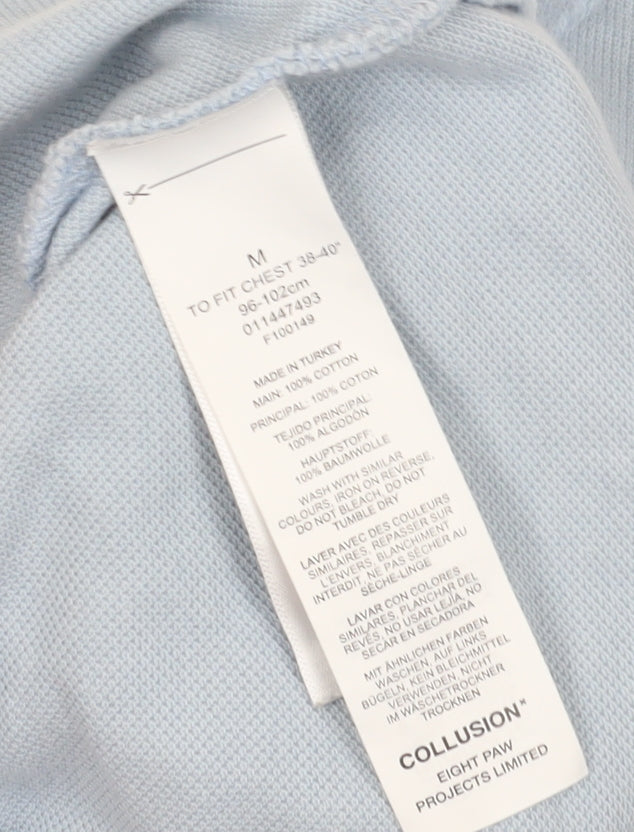 M
TO FIT CHEST 38-40"
96-102cm
011447493
F100149
MADE IN TURKEY
MAIN: 100% COTTON
PRINCIPAL: 100% COTON
TEJIDO PRINCIPAL:
100% ALGODÓN
HAUPTSTOFF:
100% BAUMWOLLE
WASH WITH SIMILAR
COLOURS, IRON ON REVERSE,
DO NOT BLEACH, DO NOT
TUMBLE DRY
LAVER AVEC DES COULEURS
SIMILAIRES, REPASSER SUR
L'ENVERS, BLANCHIMENT
INTERDIT, NE PAS SÈCHER AU
SÈCHE-LINGE
LAVAR CON COLORES
SIMILARES, PLANCHAR DEL
REVÉS, NO USAR LEJÍA, NO
SECAR EN SECADORA
MIT ÄHNLICHEN FARBEN
WASCHEN, AUF LINKS
BÜGELN, KEIN BLEICHMITTEL
VERWENDEN, NICHT
IM WÄSCHETROCKNER
TROCKNEN
COLLUSION
EIGHT PAW
PROJECTS LIMITED